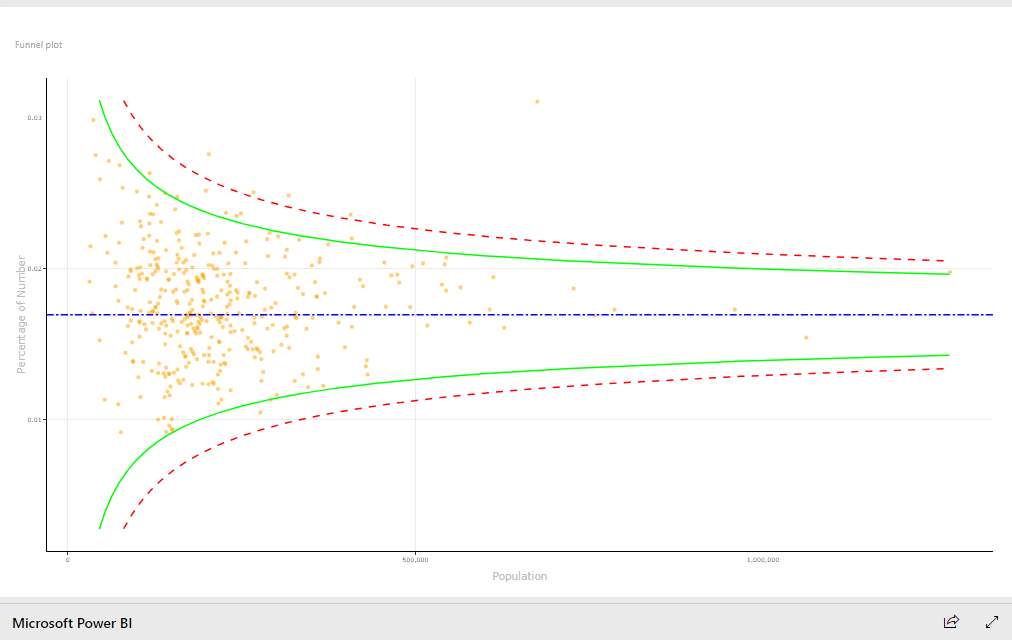 Funnel plot
0.03
0.02
0.01
Percentage of Number
0
500,000
1,000,000
Population
Microsoft Power BI